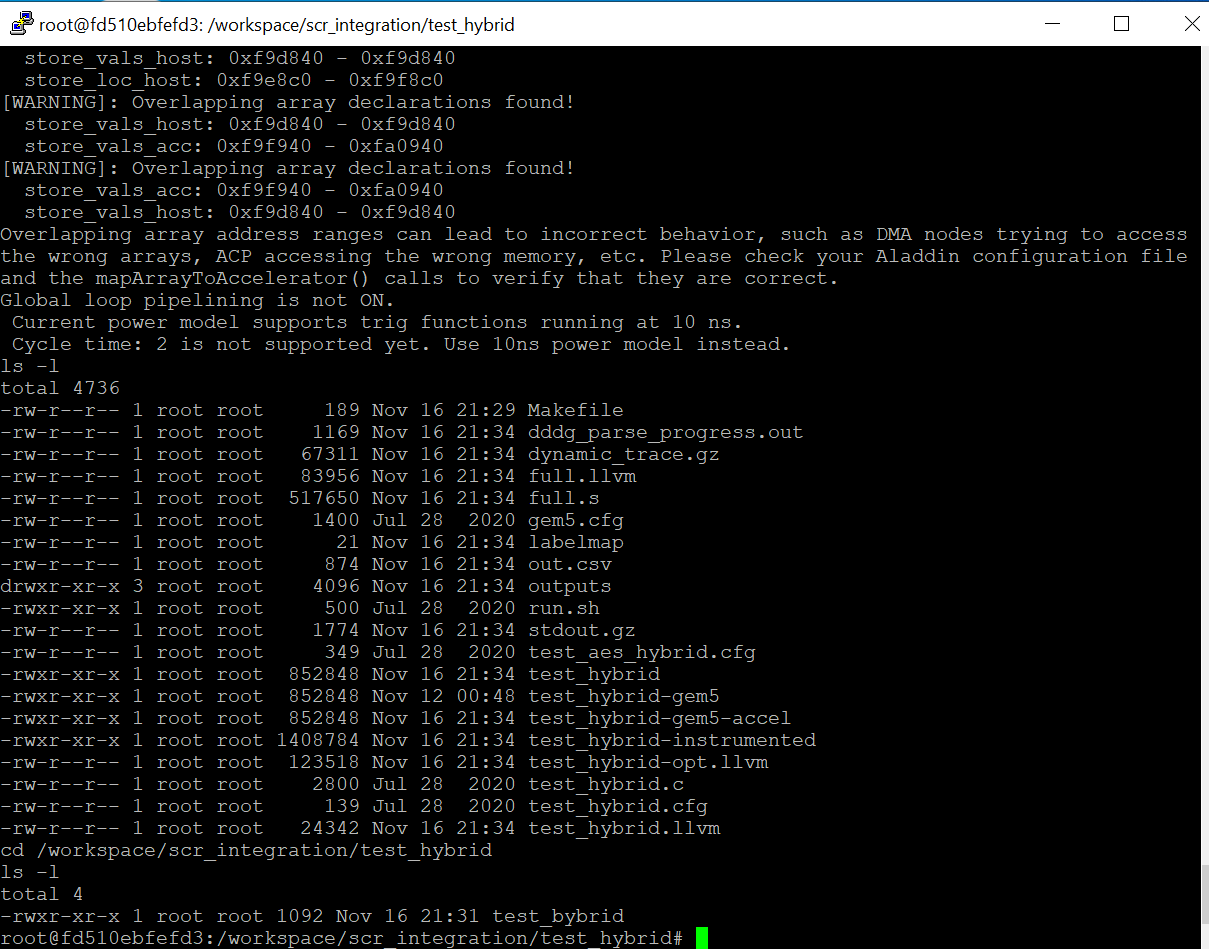 root@fd510ebfefd3: /workspace/scr_integration/test_hybrid
  store_vals_host: 0xf9d840 - 0xf9d840
  store_loc_host: 0xf9e8c0 - 0xf9f8c0
[WARNING]: Overlapping array declarations found!
  store_vals_host: 0xf9d840 - 0xf9d840
  store_vals_acc: 0xf9f940 - 0xfa0940
[WARNING]: Overlapping array declarations found!
  store_vals_acc: 0xf9f940 - 0xfa0940
  store_vals_host: 0xf9d840 - 0xf9d840
Overlapping array address ranges can lead to incorrect behavior, such as DMA nodes trying to access
the wrong arrays, ACP accessing the wrong memory, etc. Please check your Aladdin configuration file
and the mapArrayToAccelerator() calls to verify that they are correct.
Global loop pipelining is not ON.
 Current power model supports trig functions running at 10 ns.
 Cycle time: 2 is not supported yet. Use 10ns power model instead.
ls -l
total 4736
-rw-r--r-- 1 root root     189 Nov 16 21:29 Makefile
-rw-r--r-- 1 root root    1169 Nov 16 21:34 dddg_parse_progress.out
-rw-r--r-- 1 root root   67311 Nov 16 21:34 dynamic_trace.gz
-rw-r--r-- 1 root root   83956 Nov 16 21:34 full.llvm
-rw-r--r-- 1 root root  517650 Nov 16 21:34 full.s
-rw-r--r-- 1 root root    1400 Jul 28  2020 gem5.cfg
-rw-r--r-- 1 root root      21 Nov 16 21:34 labelmap
-rw-r--r-- 1 root root     874 Nov 16 21:34 out.csv
drwxr-xr-x 3 root root    4096 Nov 16 21:34 outputs
-rwxr-xr-x 1 root root     500 Jul 28  2020 run.sh
-rw-r--r-- 1 root root    1774 Nov 16 21:34 stdout.gz
-rw-r--r-- 1 root root     349 Jul 28  2020 test_aes_hybrid.cfg
-rwxr-xr-x 1 root root  852848 Nov 16 21:34 test_hybrid
-rwxr-xr-x 1 root root  852848 Nov 12 00:48 test_hybrid-gem5
-rwxr-xr-x 1 root root  852848 Nov 16 21:34 test_hybrid-gem5-accel
-rwxr-xr-x 1 root root 1408784 Nov 16 21:34 test_hybrid-instrumented
-rw-r--r-- 1 root root  123518 Nov 16 21:34 test_hybrid-opt.llvm
-rw-r--r-- 1 root root    2800 Jul 28  2020 test_hybrid.c
-rw-r--r-- 1 root root     139 Jul 28  2020 test_hybrid.cfg
-rw-r--r-- 1 root root   24342 Nov 16 21:34 test_hybrid.llvm
cd /workspace/scr_integration/test_hybrid
ls -l
total 4
-rwxr-xr-x 1 root root 1092 Nov 16 21:31 test_bybrid
root@fd510ebfefd3:/workspace/scr_integration/test_hybrid#